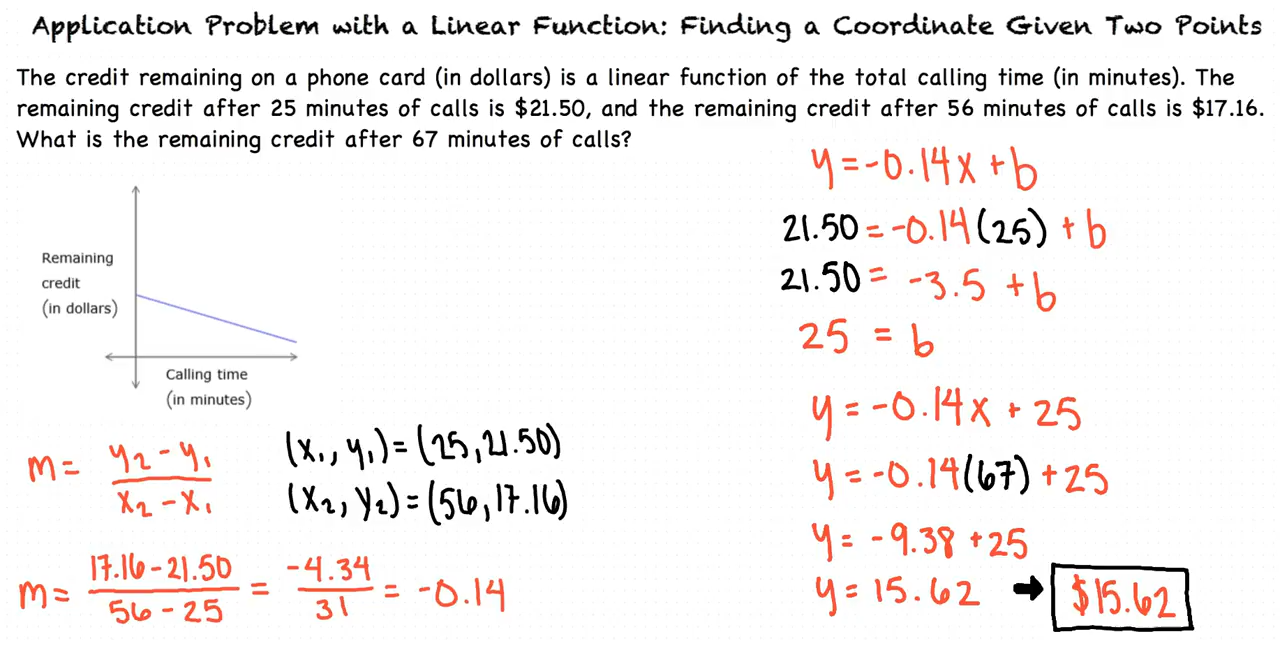 Application Problem with a Linear Function: Finding a Coordinate Given Two Points
The credit remaining on a phone card (in dollars) is a linear function of the total calling time (in minutes). The
remaining credit after 25 minutes of calls is $21.50, and the remaining credit after 56 minutes of calls is $17.16.
What is the remaining credit after 67 minutes of calls?
Remaining
credit
(in dollars)
Calling time
(in minutes)
m = (y₂ - y₁)/(x₂ - x₁)
(x₁, y₁) = (25, 21.50)
(x₂, y₂) = (56, 17.16)
m = (17.16 - 21.50)/(56 - 25) = (-4.34)/31 = -0.14
y = -0.14x + b
21.50 = -0.14(25) + b
21.50 = -3.5 + b
25 = b
y = -0.14x + 25
y = -0.14(67) + 25
y = -9.38 + 25
y = 15.62 → $15.62